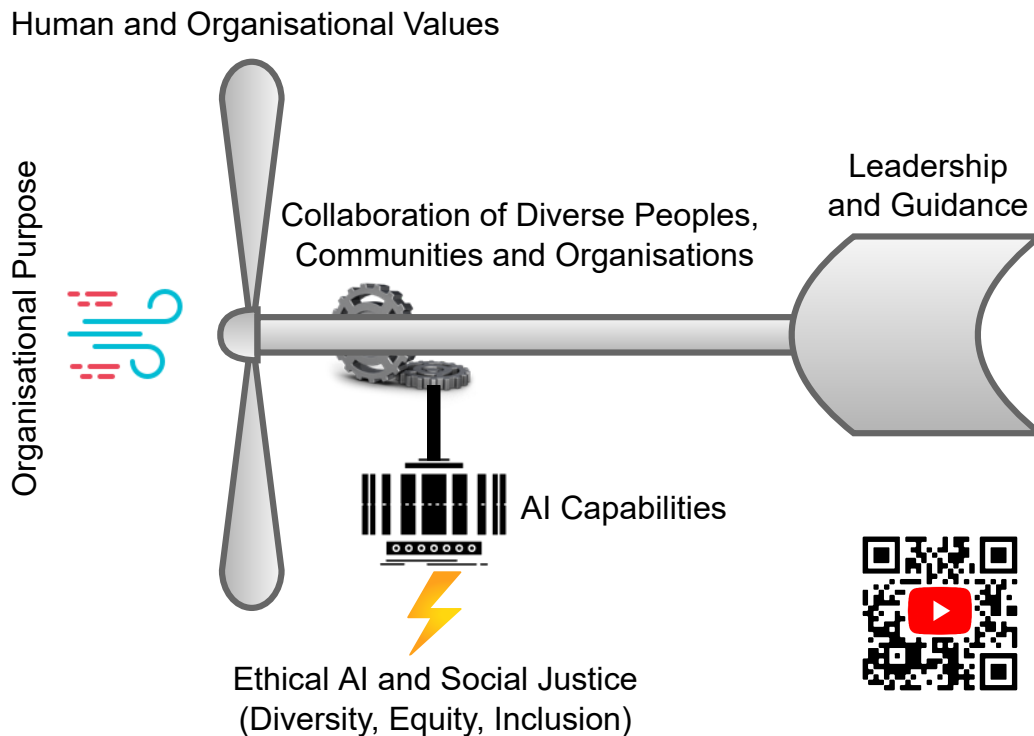 Human and Organisational Values
Organisational Purpose
Collaboration of Diverse Peoples,
Communities and Organisations
Leadership
and Guidance
AI Capabilities
Ethical AI and Social Justice
(Diversity, Equity, Inclusion)